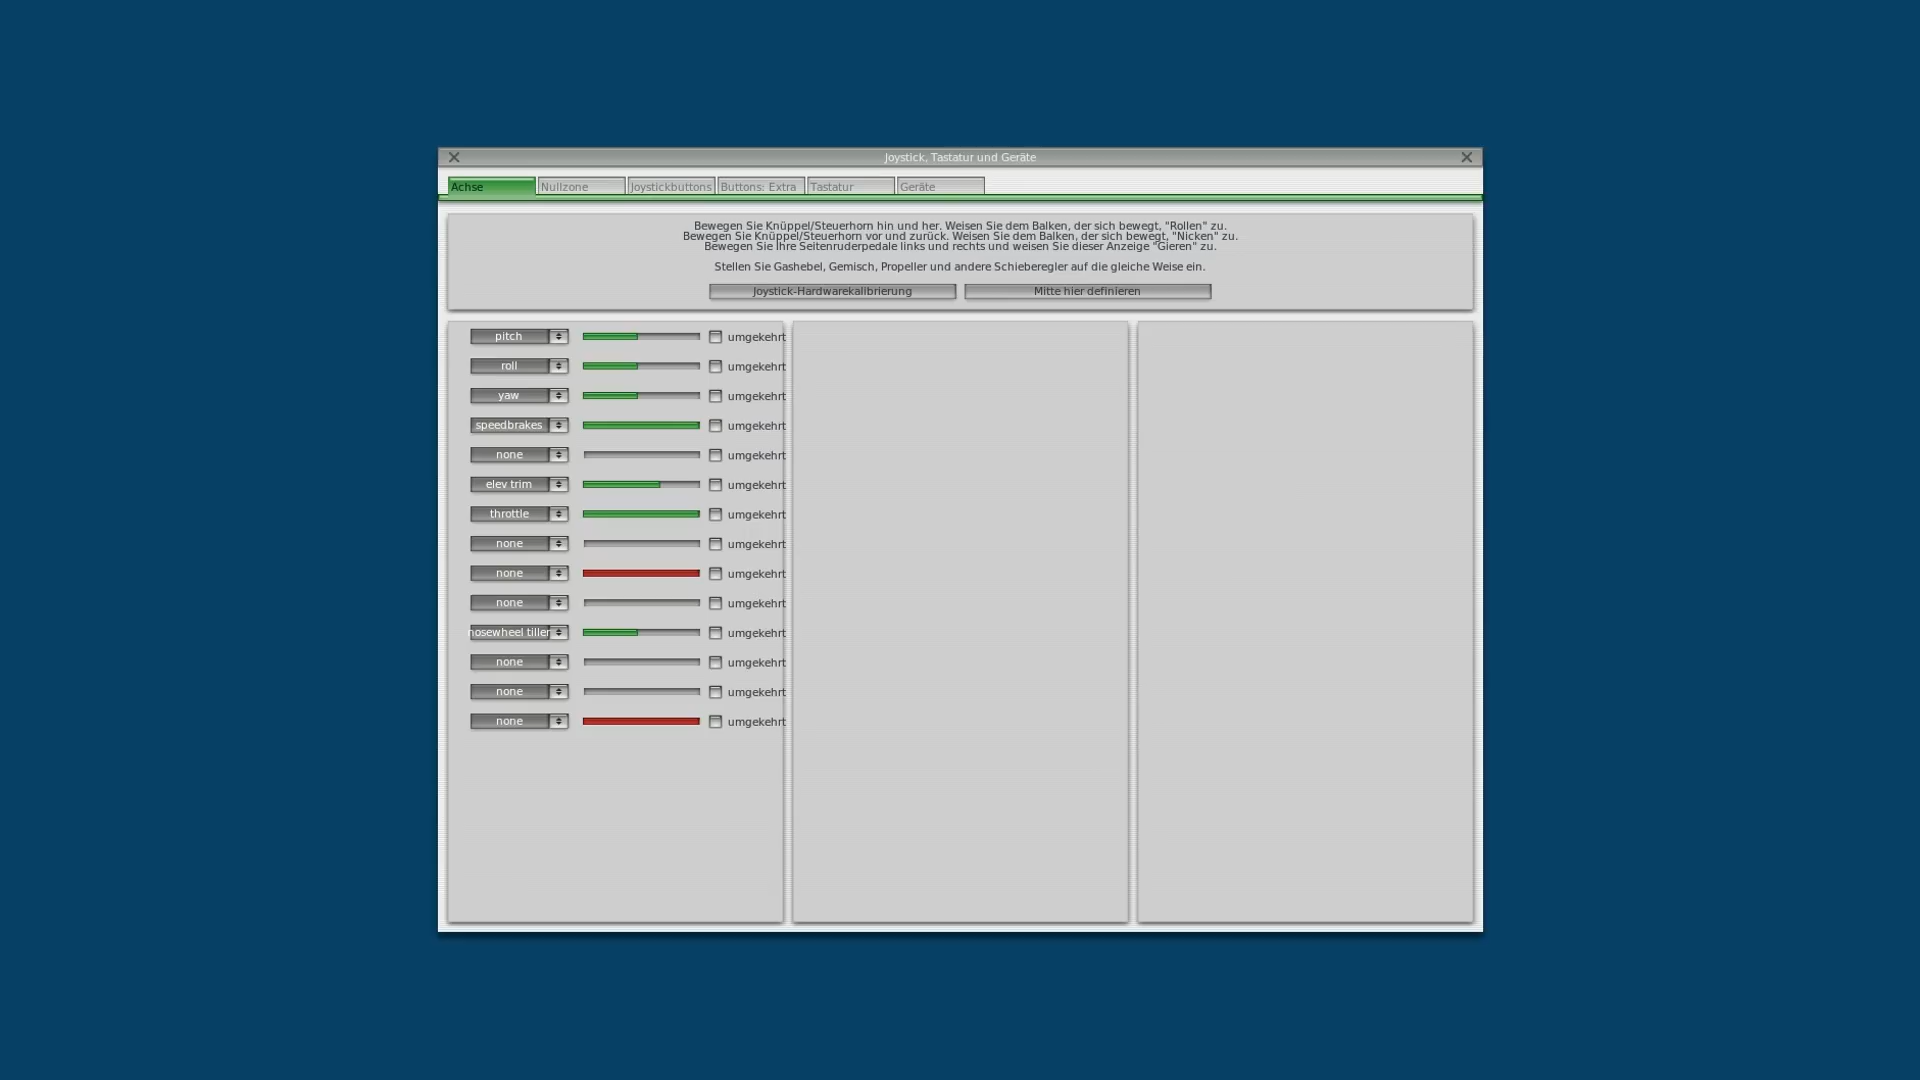 Joystick, Tastatur und Geräte
Achse Nullzone Joystickbuttons Buttons: Extra Tastatur Geräte
Bewegen Sie Knüppel/Steuerhorn hin und her. Weisen Sie dem Balken, der sich bewegt, "Rollen" zu.
Bewegen Sie Knüppel/Steuerhorn vor und zurück. Weisen Sie dem Balken, der sich bewegt, "Nicken" zu.
Bewegen Sie Ihre Seitenruderpedale links und rechts und weisen Sie dieser Anzeige "Gieren" zu.
Stellen Sie Gashebel, Gemisch, Propeller und andere Schieberegler auf die gleiche Weise ein.
Joystick-Hardwarekalibrierung Mitte hier definieren
pitch umgekehrt
roll umgekehrt
yaw umgekehrt
speedbrakes umgekehrt
none umgekehrt
elev trim umgekehrt
throttle umgekehrt
none umgekehrt
none umgekehrt
none umgekehrt
nosewheel tiller umgekehrt
none umgekehrt
none umgekehrt
none umgekehrt